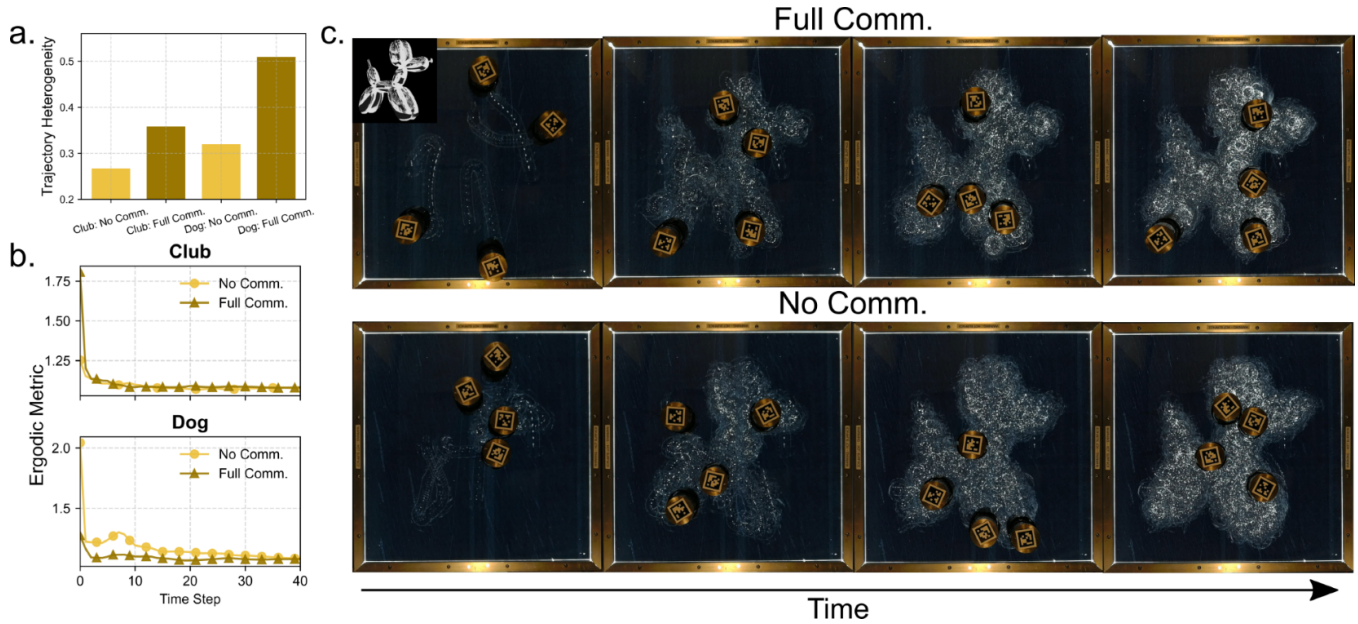 a.
Trajectory Heterogeneity
0.5
0.4
0.3
0.2
Club: No Comm.
Club: Full Comm.
Dog: No Comm.
Dog: Full Comm.
b.
Ergodic Metric
Club
1.75
1.50
1.25
No Comm.
Full Comm.
Dog
2.0
1.5
No Comm.
Full Comm.
0 10 20 30 40
Time Step
c.
Full Comm.
No Comm.
Time